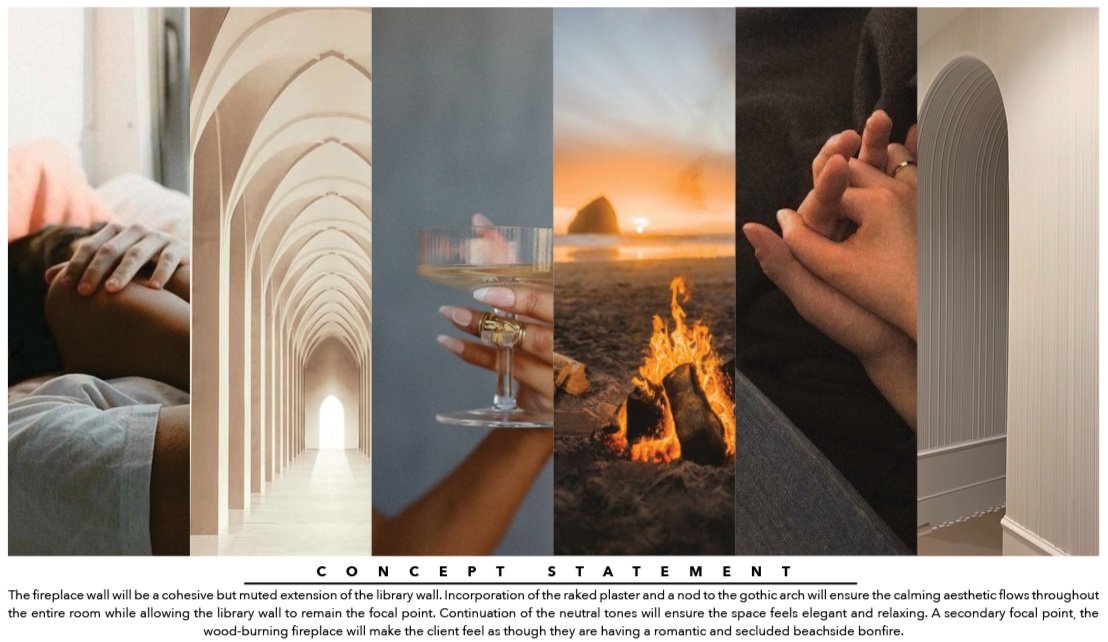 CONCEPT STATEMENT
The fireplace wall will be a cohesive but muted extension of the library wall. Incorporation of the raked plaster and a nod to the gothic arch will ensure the calming aesthetic flows throughout
the entire room while allowing the library wall to remain the focal point. Continuation of the neutral tones will ensure the space feels elegant and relaxing. A secondary focal point, the
wood-burning fireplace will make the client feel as though they are having a romantic and secluded beachside bonfire.